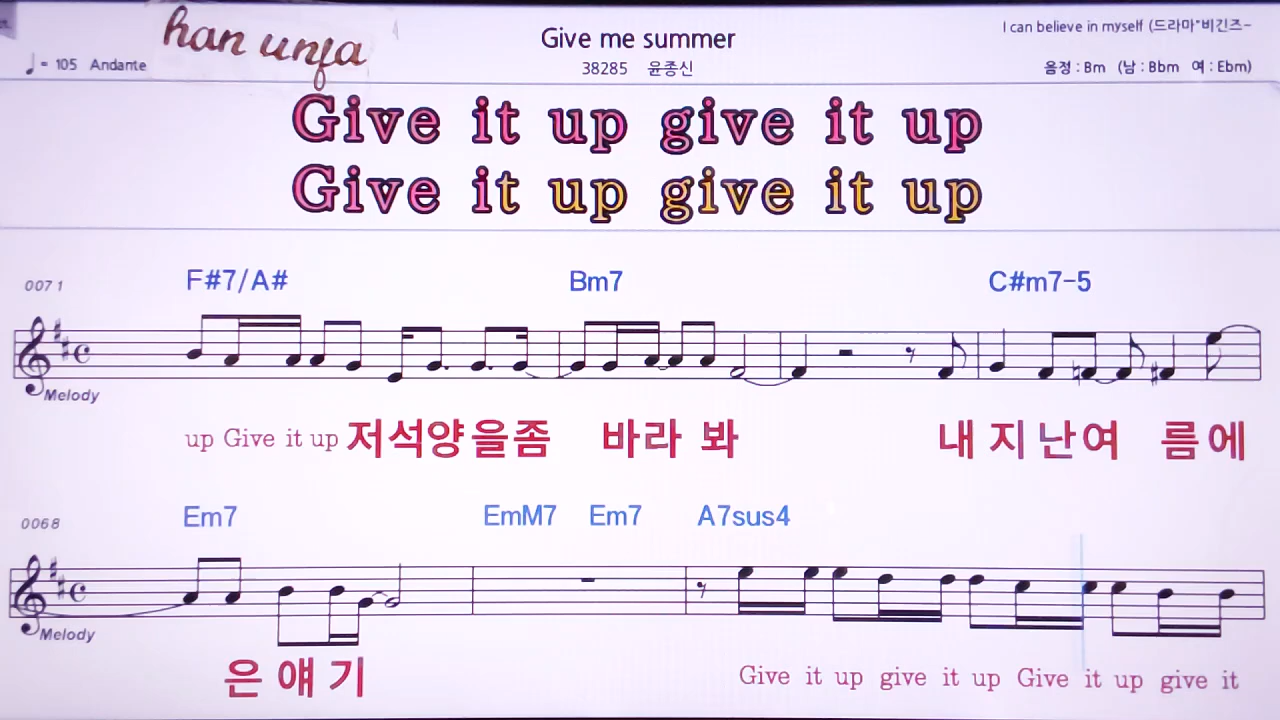 han unja
Give me summer
I can believe in myself (드라마"비긴즈-
♩= 105 Andante
38285 윤종신
음정 : Bm (남 : Bbm 여 : Ebm)
Give it up give it up
Give it up give it up
0071 F#7/A# Bm7 C#m7-5
Melody
up Give it up 저석양을좀 바라 봐 내 지난여 름에
0068 Em7 EmM7 Em7 A7sus4
Melody
은 얘 기 Give it up give it up Give it up give it